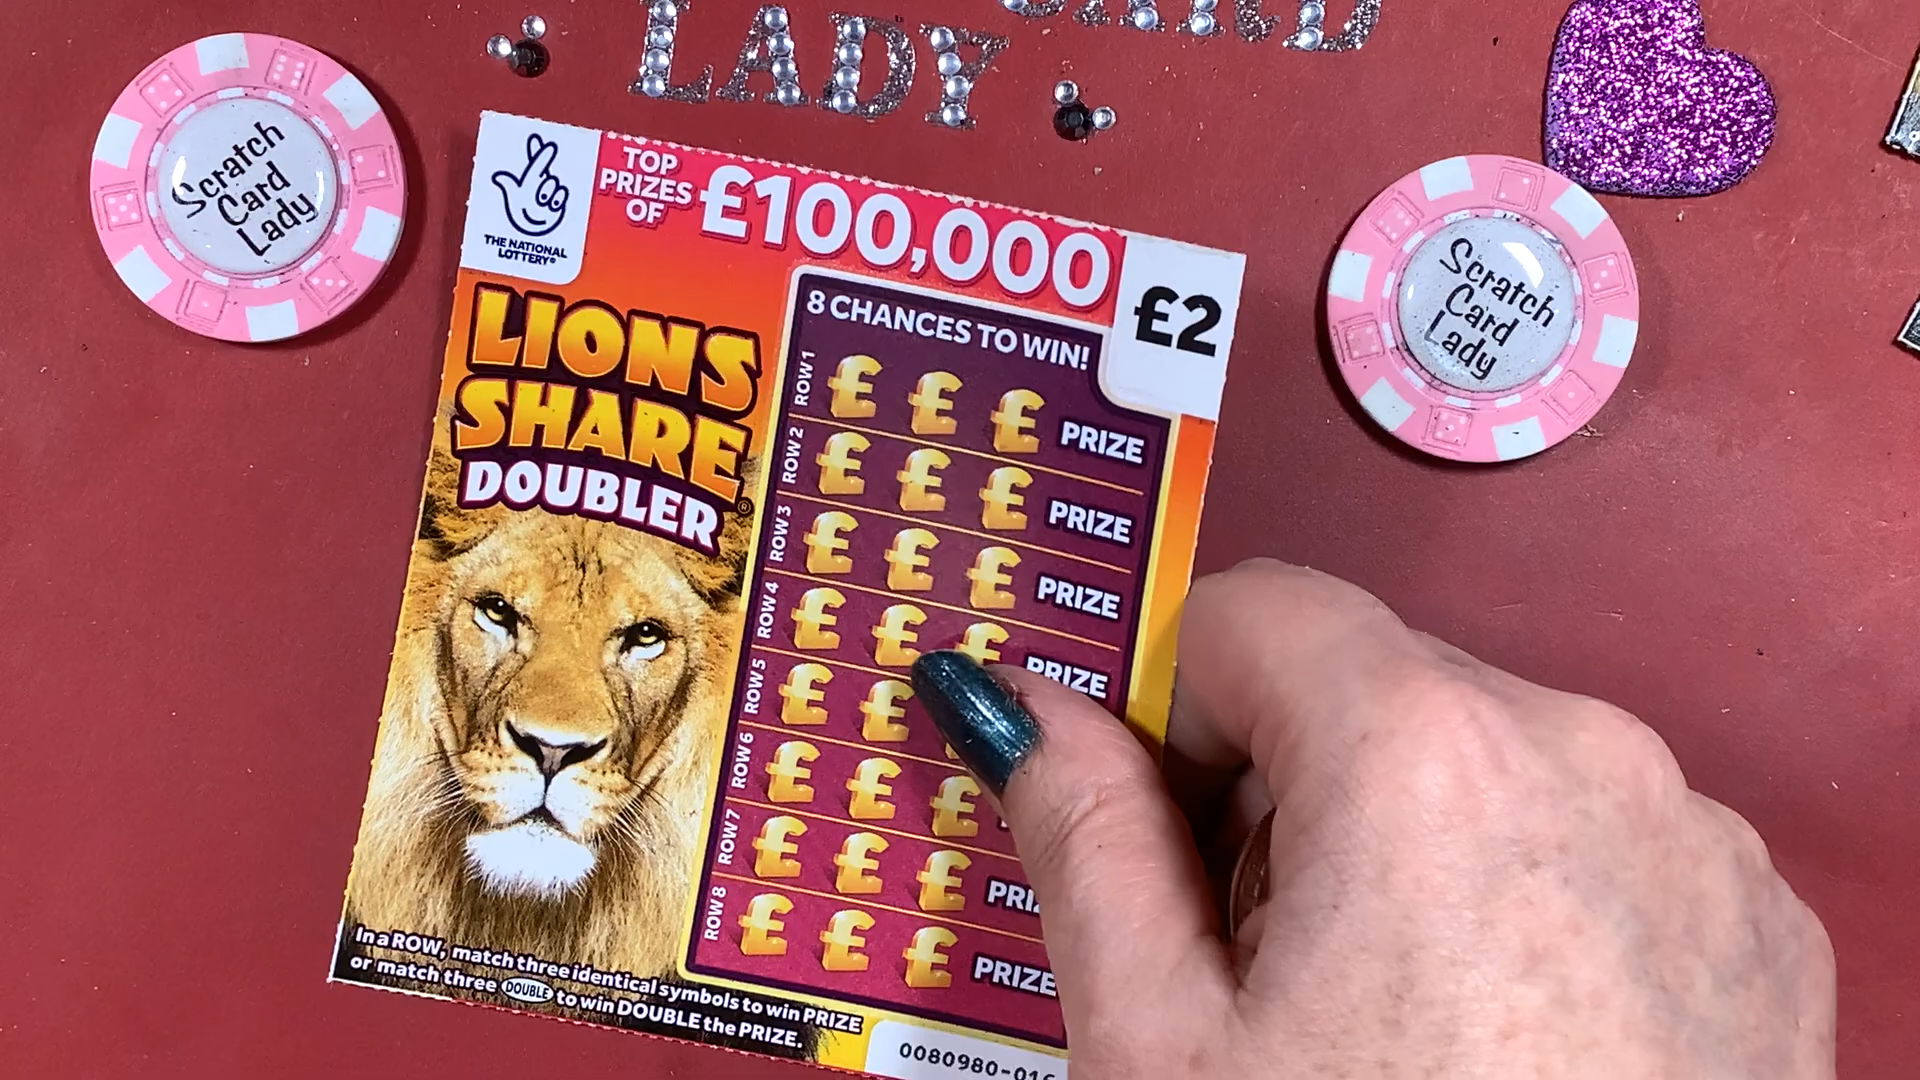 LADY
Scratch
Card
Lady
THE NATIONAL
LOTTERY®
TOP
PRIZES
OF
£100,000
£2
8 CHANCES TO WIN!
LIONS
SHARE
DOUBLER®
ROW 1 £ £ £ PRIZE
ROW 2 £ £ £ PRIZE
ROW 3 £ £ £ PRIZE
ROW 4 £ £ £ PRIZE
ROW 5 £ £
ROW 6 £ £ £
ROW 7 £ £ £ PRI
ROW 8 £ £ £ PRIZE
In a ROW, match three identical symbols to win PRIZE
or match three DOUBLE to win DOUBLE the PRIZE.
0080980-01
Scratch
Card
Lady